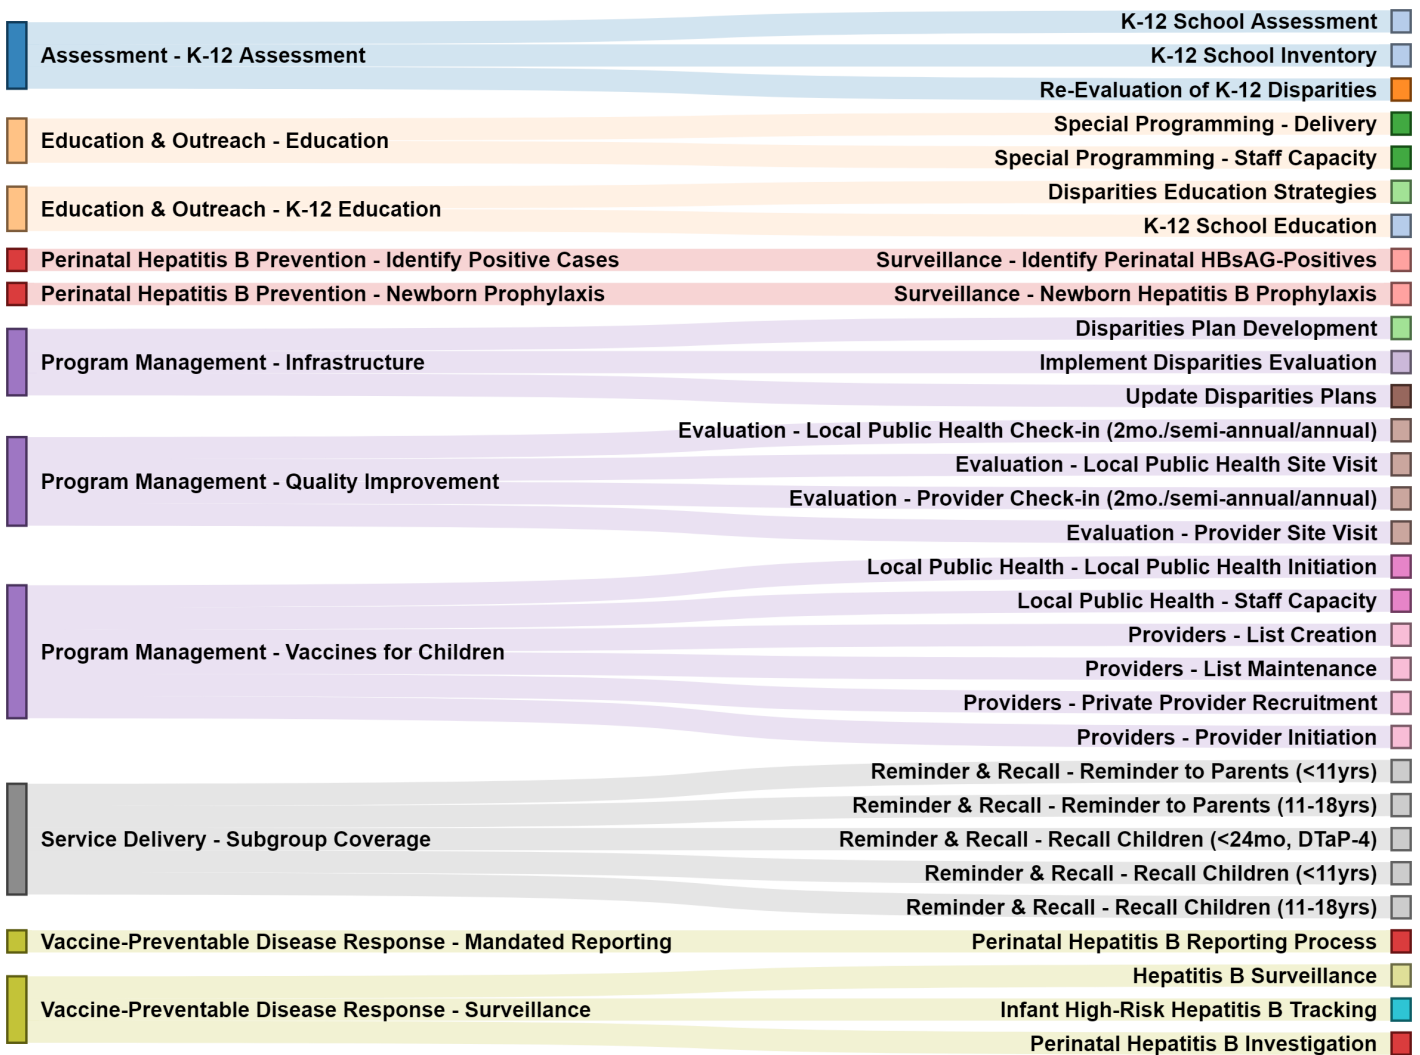 Assessment - K-12 Assessment
K-12 School Assessment
K-12 School Inventory
Re-Evaluation of K-12 Disparities
Education & Outreach - Education
Special Programming - Delivery
Special Programming - Staff Capacity
Education & Outreach - K-12 Education
Disparities Education Strategies
K-12 School Education
Perinatal Hepatitis B Prevention - Identify Positive Cases
Surveillance - Identify Perinatal HBsAG-Positives
Perinatal Hepatitis B Prevention - Newborn Prophylaxis
Surveillance - Newborn Hepatitis B Prophylaxis
Program Management - Infrastructure
Disparities Plan Development
Implement Disparities Evaluation
Update Disparities Plans
Program Management - Quality Improvement
Evaluation - Local Public Health Check-in (2mo./semi-annual/annual)
Evaluation - Local Public Health Site Visit
Evaluation - Provider Check-in (2mo./semi-annual/annual)
Evaluation - Provider Site Visit
Program Management - Vaccines for Children
Local Public Health - Local Public Health Initiation
Local Public Health - Staff Capacity
Providers - List Creation
Providers - List Maintenance
Providers - Private Provider Recruitment
Providers - Provider Initiation
Service Delivery - Subgroup Coverage
Reminder & Recall - Reminder to Parents (<11yrs)
Reminder & Recall - Reminder to Parents (11-18yrs)
Reminder & Recall - Recall Children (<24mo, DTaP-4)
Reminder & Recall - Recall Children (<11yrs)
Reminder & Recall - Recall Children (11-18yrs)
Vaccine-Preventable Disease Response - Mandated Reporting
Perinatal Hepatitis B Reporting Process
Vaccine-Preventable Disease Response - Surveillance
Hepatitis B Surveillance
Infant High-Risk Hepatitis B Tracking
Perinatal Hepatitis B Investigation